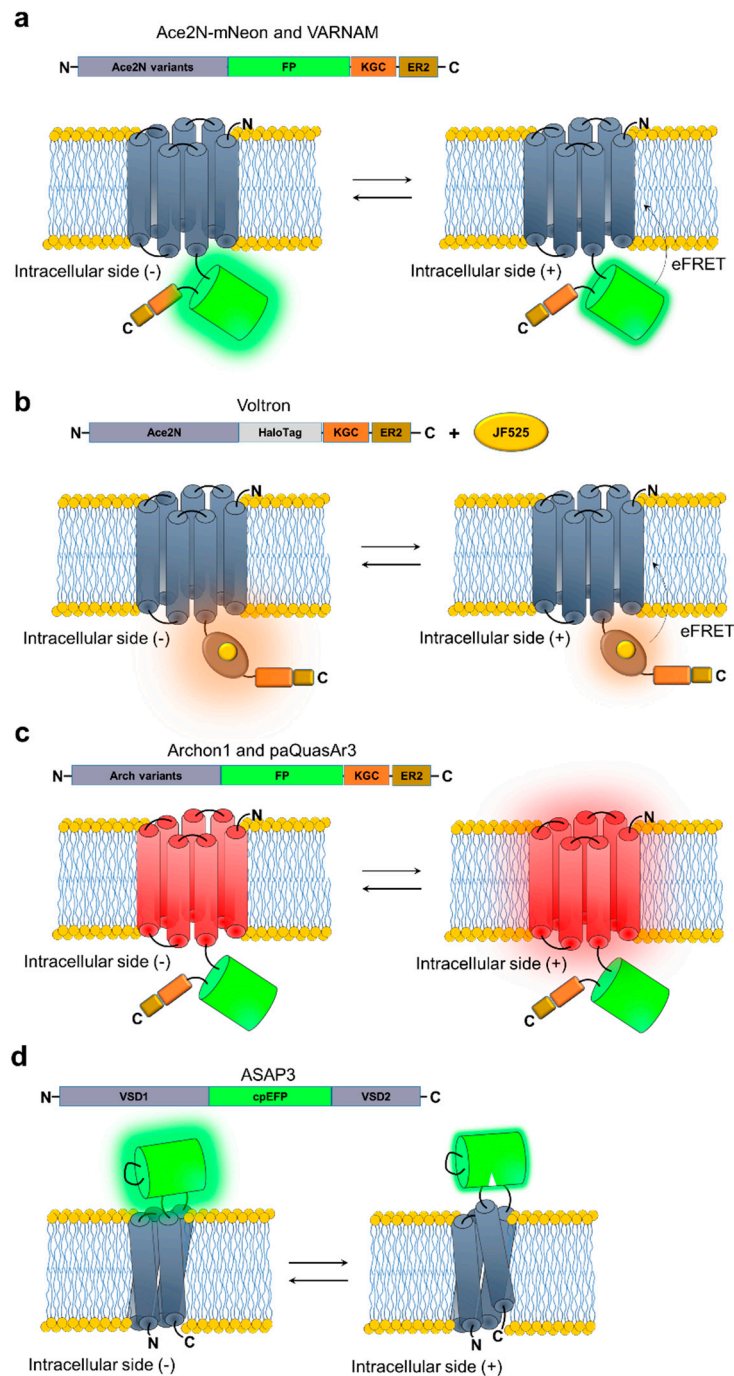 a
Ace2N-mNeon and VARNAM
N- Ace2N variants FP KGC ER2 - C
N
N
Intracellular side (-)
Intracellular side (+)
eFRET
C
C
b
Voltron
N- Ace2N HaloTag KGC ER2 - C + JF525
N
N
Intracellular side (-)
Intracellular side (+)
eFRET
C
C
c
Archon1 and paQuasAr3
N- Arch variants FP KGC ER2 - C
N
N
Intracellular side (-)
Intracellular side (+)
C
C
d
ASAP3
N- VSD1 cpEFP VSD2 - C
N C
N C
Intracellular side (-)
Intracellular side (+)